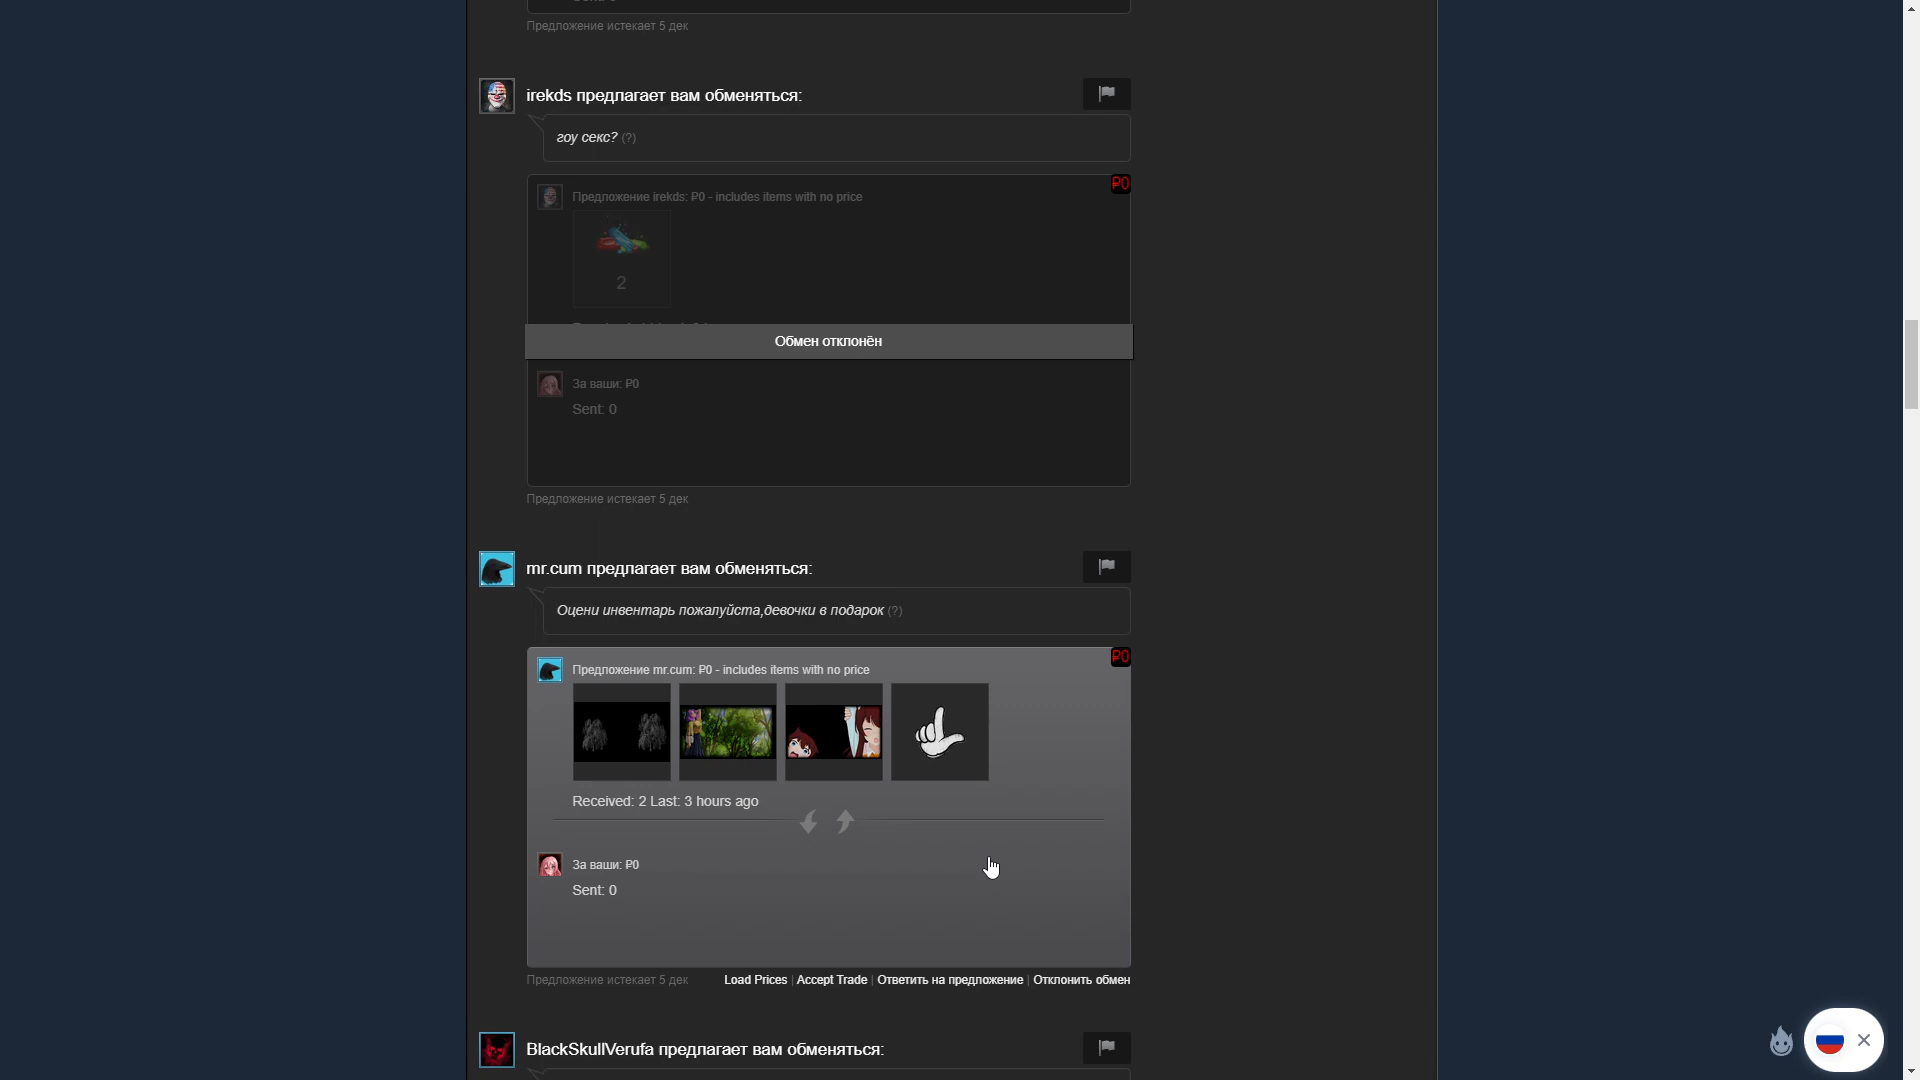 Предложение истекает 5 дек
irekds предлагает вам обменяться:
гоу секс? (?)
₽0
Предложение irekds: ₽0 - includes items with no price
2
Обмен отклонён
За ваши: ₽0
Sent: 0
Предложение истекает 5 дек
mr.cum предлагает вам обменяться:
Оцени инвентарь пожалуйста,девочки в подарок (?)
₽0
Предложение mr.cum: ₽0 - includes items with no price
Received: 2 Last: 3 hours ago
За ваши: ₽0
Sent: 0
Предложение истекает 5 дек
Load Prices | Accept Trade | Ответить на предложение | Отклонить обмен
BlackSkullVerufa предлагает вам обменяться: